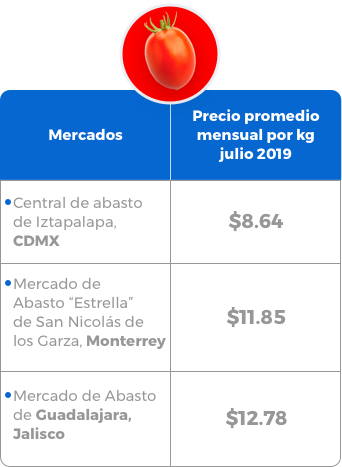 Mercados
Precio promedio
mensual por kg
julio 2019
Central de abasto
de Iztapalapa,
CDMX
$8.64
Mercado de
Abasto “Estrella”
de San Nicolás de
los Garza, Monterrey
$11.85
Mercado de Abasto
de Guadalajara,
Jalisco
$12.78